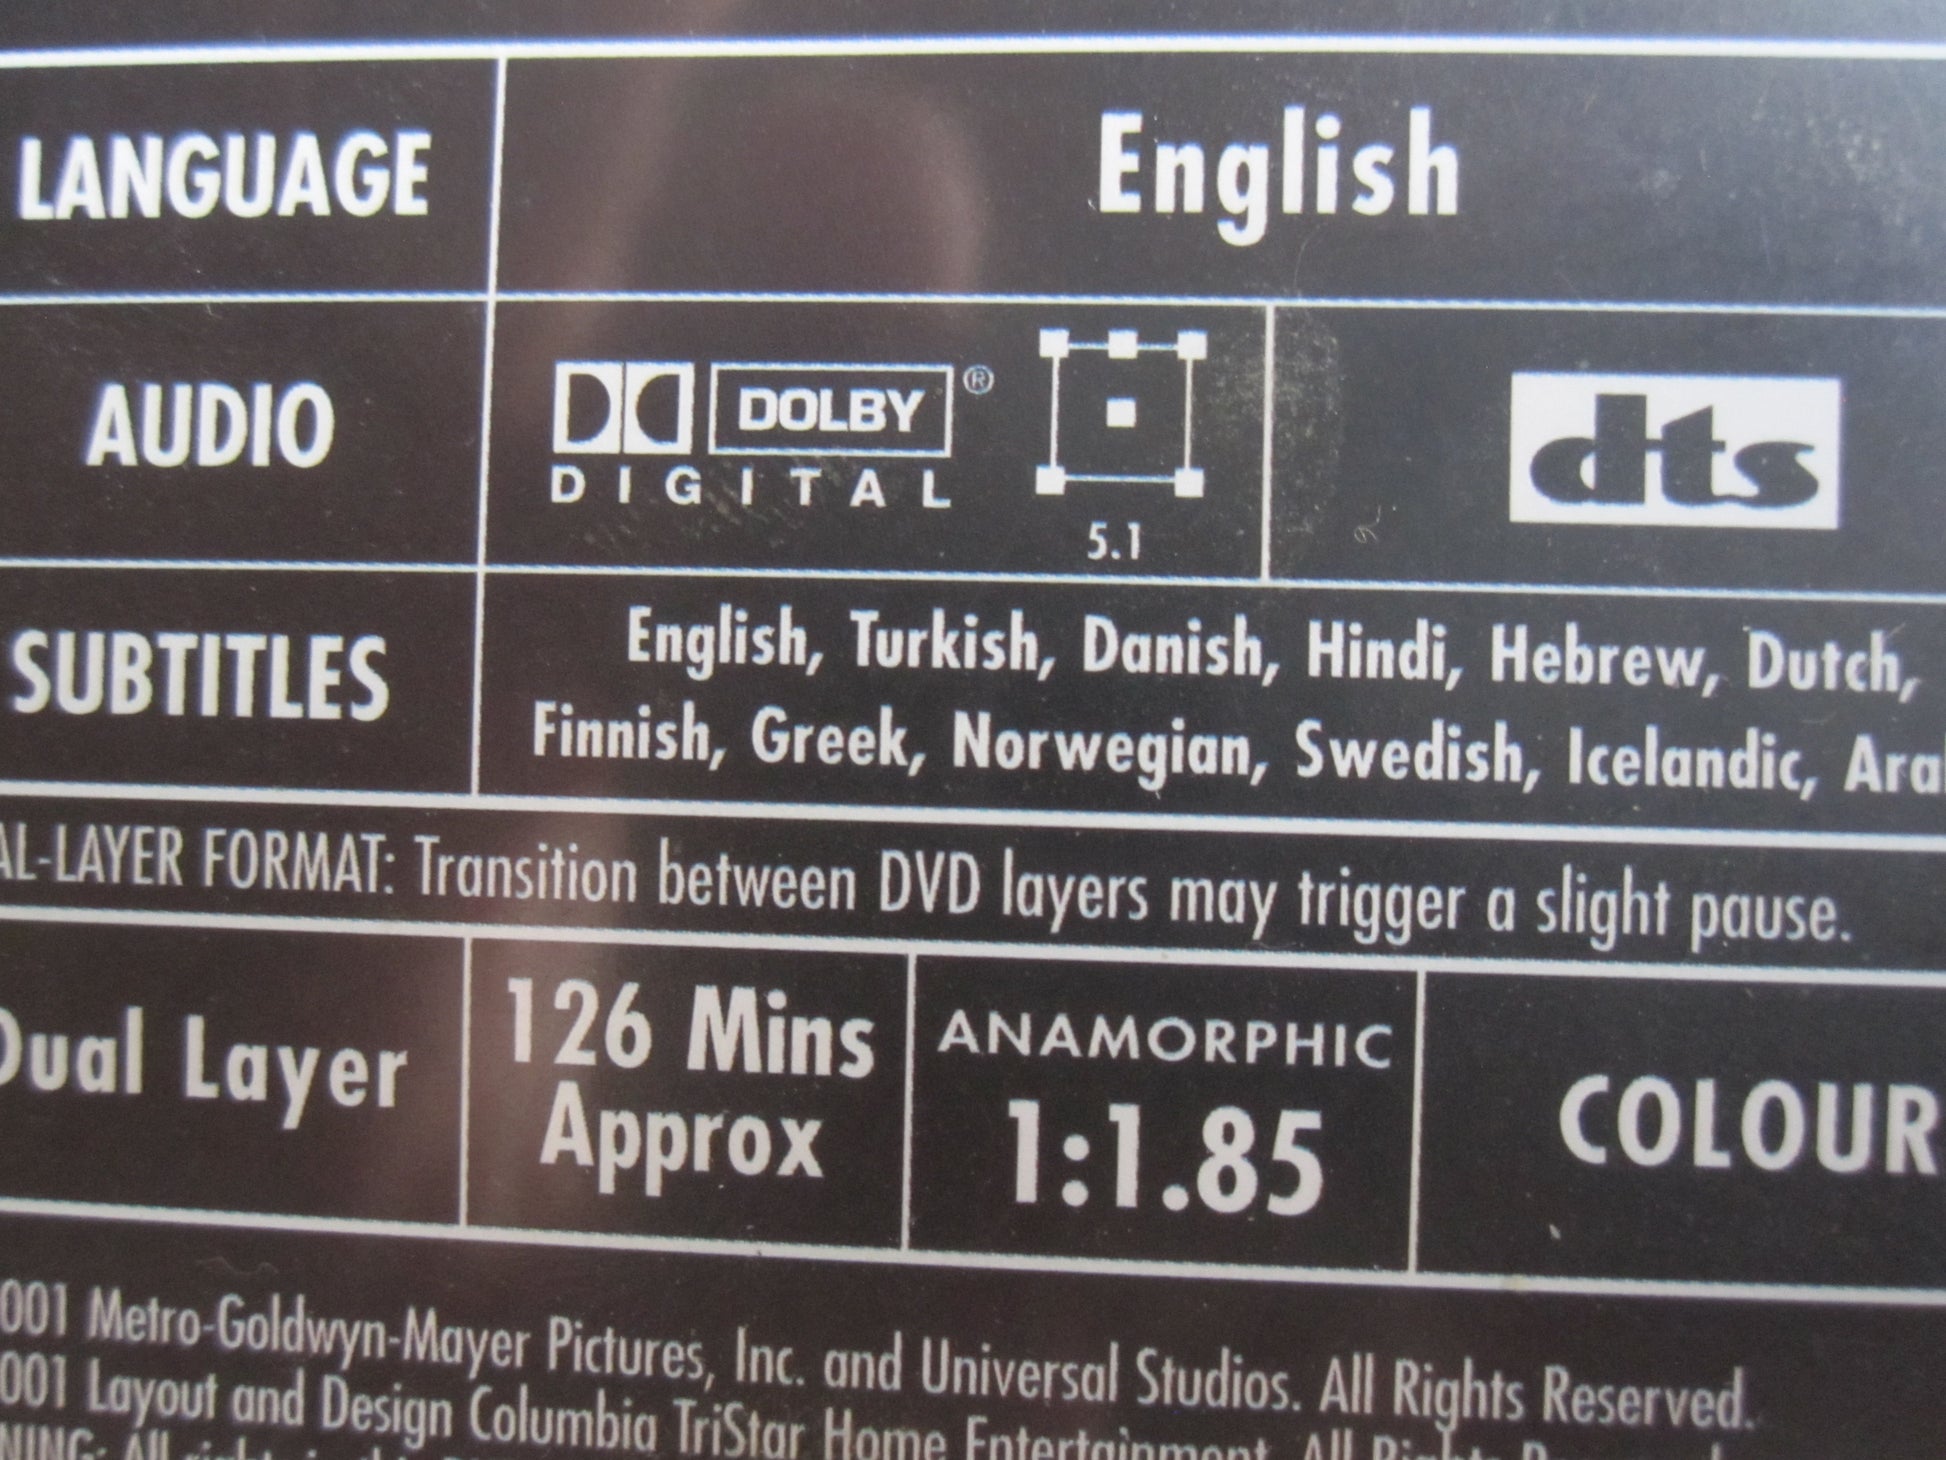 LANGUAGE
English
AUDIO
DOLBY ®
DIGITAL
5.1
dts
SUBTITLES
English, Turkish, Danish, Hindi, Hebrew, Dutch,
Finnish, Greek, Norwegian, Swedish, Icelandic,
AL-LAYER FORMAT: Transition between DVD layers may trigger a slight pause.
Dual Layer
126 Mins
Approx
ANAMORPHIC
1:1.85
COLOUR
001 Metro-Goldwyn-Mayer Pictures, Inc. and Universal Studios. All Rights Reserved.
001 Layout and Design Columbia TriStar Home Entertainment. All Rights Reserved.